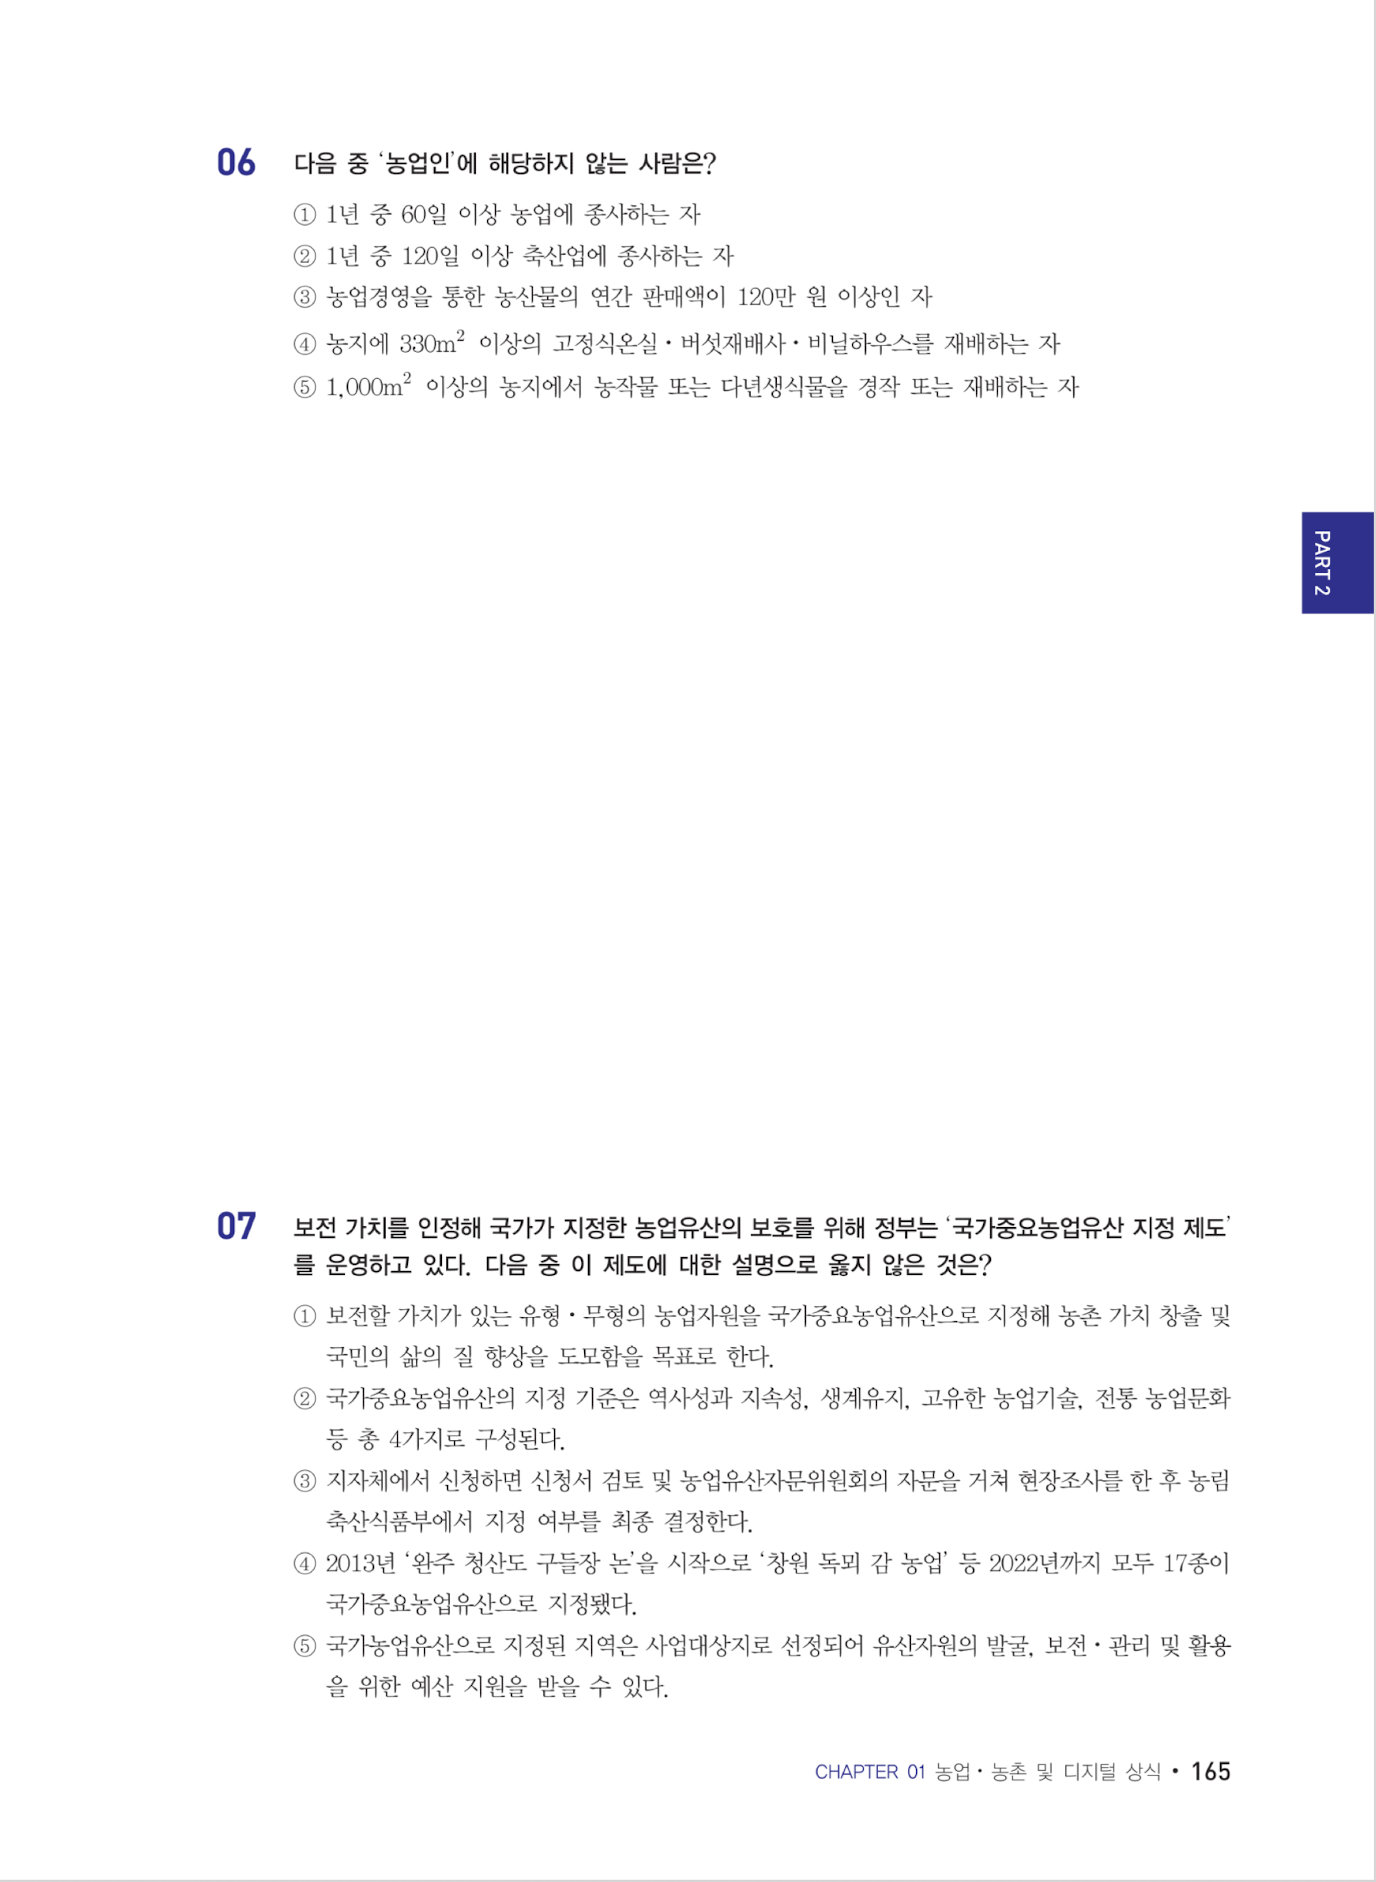 06 다음 중 ‘농업인’에 해당하지 않는 사람은?
① 1년 중 60일 이상 농업에 종사하는 자
② 1년 중 120일 이상 축산업에 종사하는 자
③ 농업경영을 통한 농산물의 연간 판매액이 120만 원 이상인 자
④ 농지에 330m² 이상의 고정식온실・버섯재배사・비닐하우스를 재배하는 자
⑤ 1,000m² 이상의 농지에서 농작물 또는 다년생식물을 경작 또는 재배하는 자
PART 2
07 보전 가치를 인정해 국가가 지정한 농업유산의 보호를 위해 정부는 ‘국가중요농업유산 지정 제도’
를 운영하고 있다. 다음 중 이 제도에 대한 설명으로 옳지 않은 것은?
① 보전할 가치가 있는 유형・무형의 농업자원을 국가중요농업유산으로 지정해 농촌 가치 창출 및
국민의 삶의 질 향상을 도모함을 목표로 한다.
② 국가중요농업유산의 지정 기준은 역사성과 지속성, 생계유지, 고유한 농업기술, 전통 농업문화
등 총 4가지로 구성된다.
③ 지자체에서 신청하면 신청서 검토 및 농업유산자문위원회의 자문을 거쳐 현장조사를 한 후 농림
축산식품부에서 지정 여부를 최종 결정한다.
④ 2013년 ‘완주 청산도 구들장 논’을 시작으로 ‘창원 독뫼 감 농업’ 등 2022년까지 모두 17종이
국가중요농업유산으로 지정됐다.
⑤ 국가농업유산으로 지정된 지역은 사업대상지로 선정되어 유산자원의 발굴, 보전・관리 및 활용
을 위한 예산 지원을 받을 수 있다.
CHAPTER 01 농업・농촌 및 디지털 상식 • 165